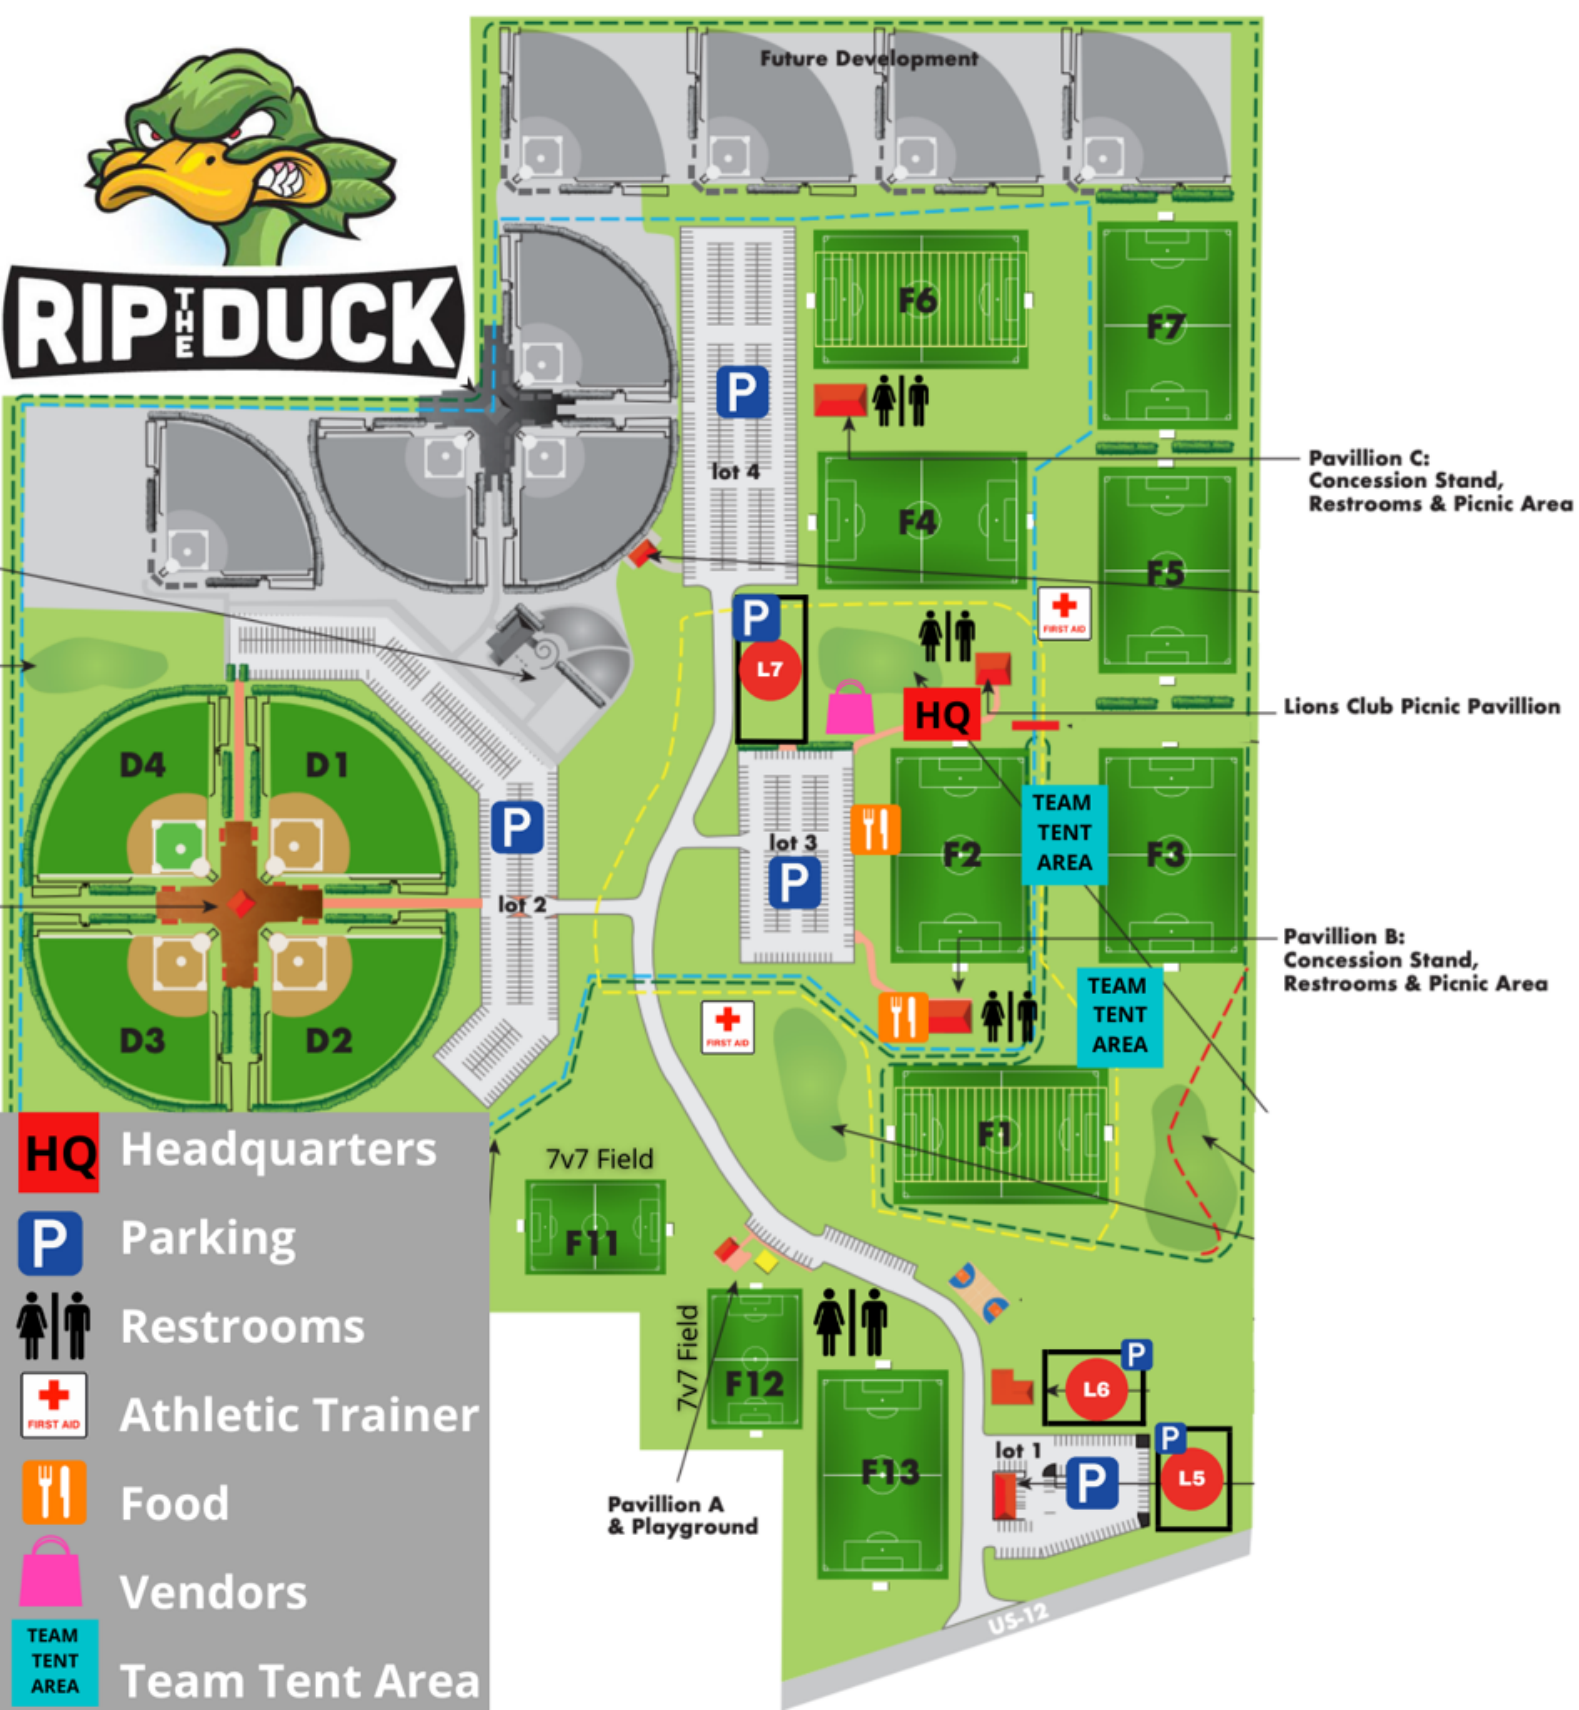 Future Development
RIP THE DUCK
F6
F7
P
lot 4
Pavillion C:
Concession Stand,
Restrooms & Picnic Area
F4
F5
FIRST AID
P
L7
HQ
Lions Club Picnic Pavillion
D4
D1
P
lot 2
lot 3
P
F2
TEAM
TENT
AREA
F3
Pavillion B:
Concession Stand,
Restrooms & Picnic Area
TEAM
TENT
AREA
D3
D2
FIRST AID
F1
7v7 Field
F11
7v7 Field
F12
F13
Pavillion A
& Playground
P
L6
lot 1
P
P
L5
US-12
HQ Headquarters
P Parking
Restrooms
FIRST AID Athletic Trainer
Food
Vendors
TEAM
TENT
AREA
Team Tent Area